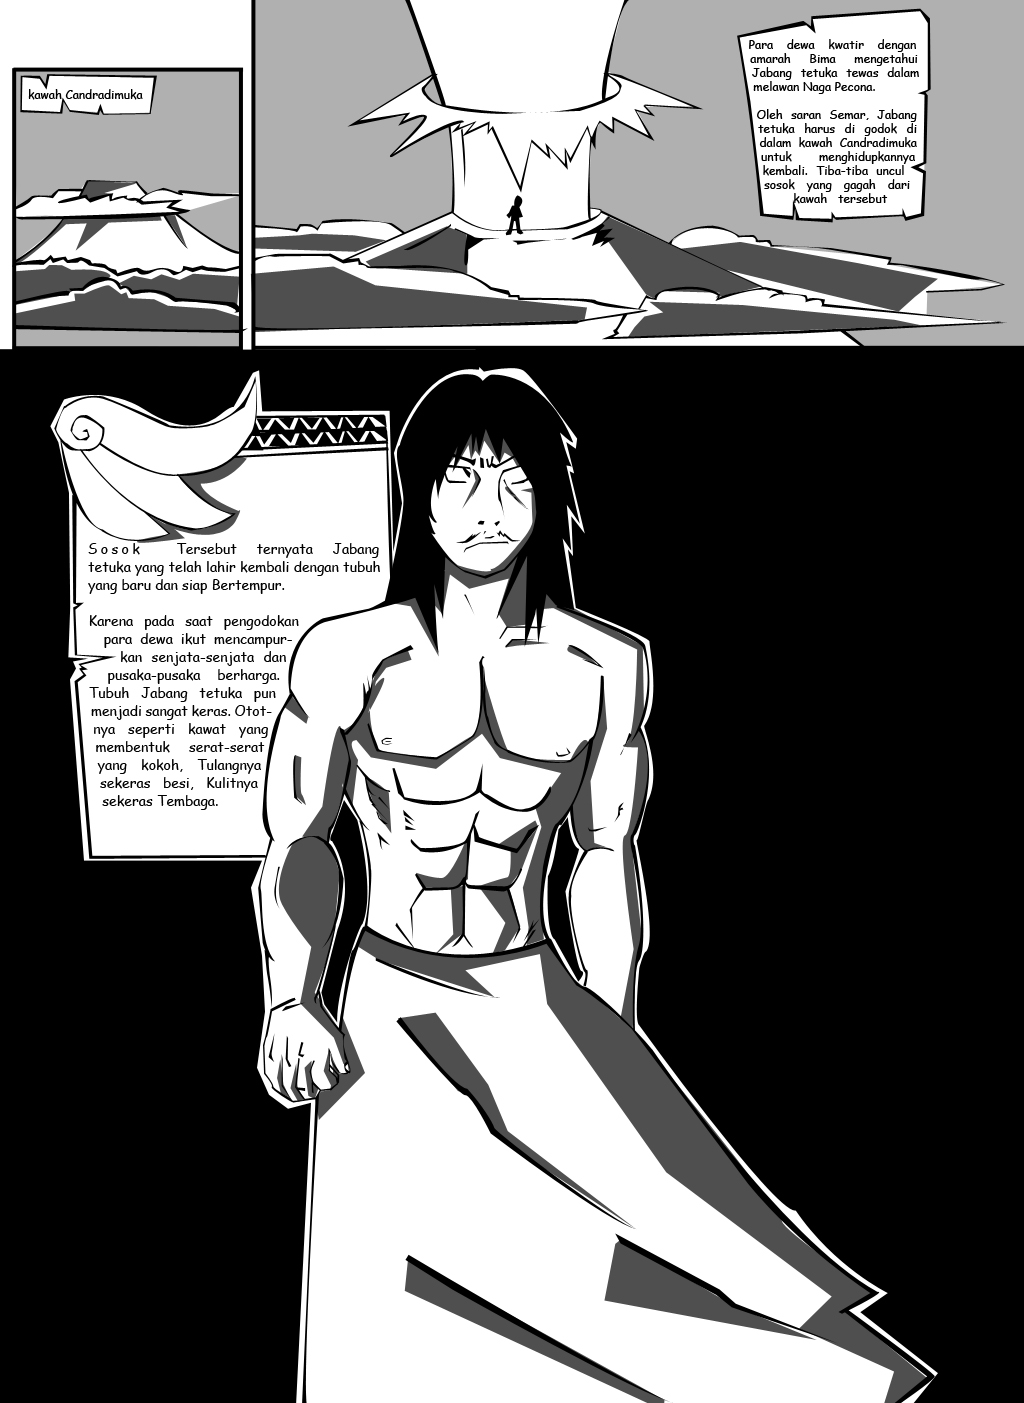 kawah Candradimuka
Para dewa kwatir dengan
amarah Bima mengetahui
Jabang tetuka tewas dalam
melawan Naga Pecona.
Oleh saran Semar, Jabang
tetuka harus di godok di
dalam kawah Candradimuka
untuk menghidupkannya
kembali. Tiba-tiba uncul
sosok yang gagah dari
kawah tersebut
Sosok Tersebut ternyata Jabang
tetuka yang telah lahir kembali dengan tubuh
yang baru dan siap Bertempur.
Karena pada saat pengodokan
para dewa ikut mencampur-
kan senjata-senjata dan
pusaka-pusaka berharga.
Tubuh Jabang tetuka pun
menjadi sangat keras. Otot-
nya seperti kawat yang
membentuk serat-serat
yang kokoh, Tulangnya
sekeras besi, Kulitnya
sekeras Tembaga.